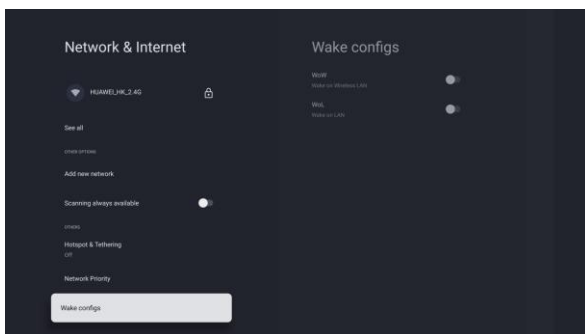 Network & Internet
HUAWEI_HK_2.4G
See all
OTHER OPTIONS
Add new network
Scanning always available
OTHERS
Hotspot & Tethering
Off
Network Priority
Wake configs
Wake configs
WoW
Wake on Wireless LAN
WoL
Wake on LAN